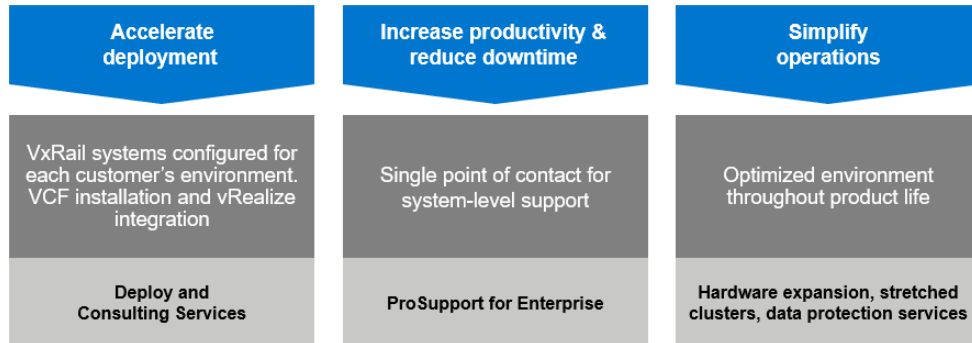 Accelerate
deployment
VxRail systems configured for
each customer's environment.
VCF installation and vRealize
integration
Deploy and
Consulting Services
Increase productivity &
reduce downtime
Single point of contact for
system-level support
ProSupport for Enterprise
Simplify
operations
Optimized environment
throughout product life
Hardware expansion, stretched
clusters, data protection services